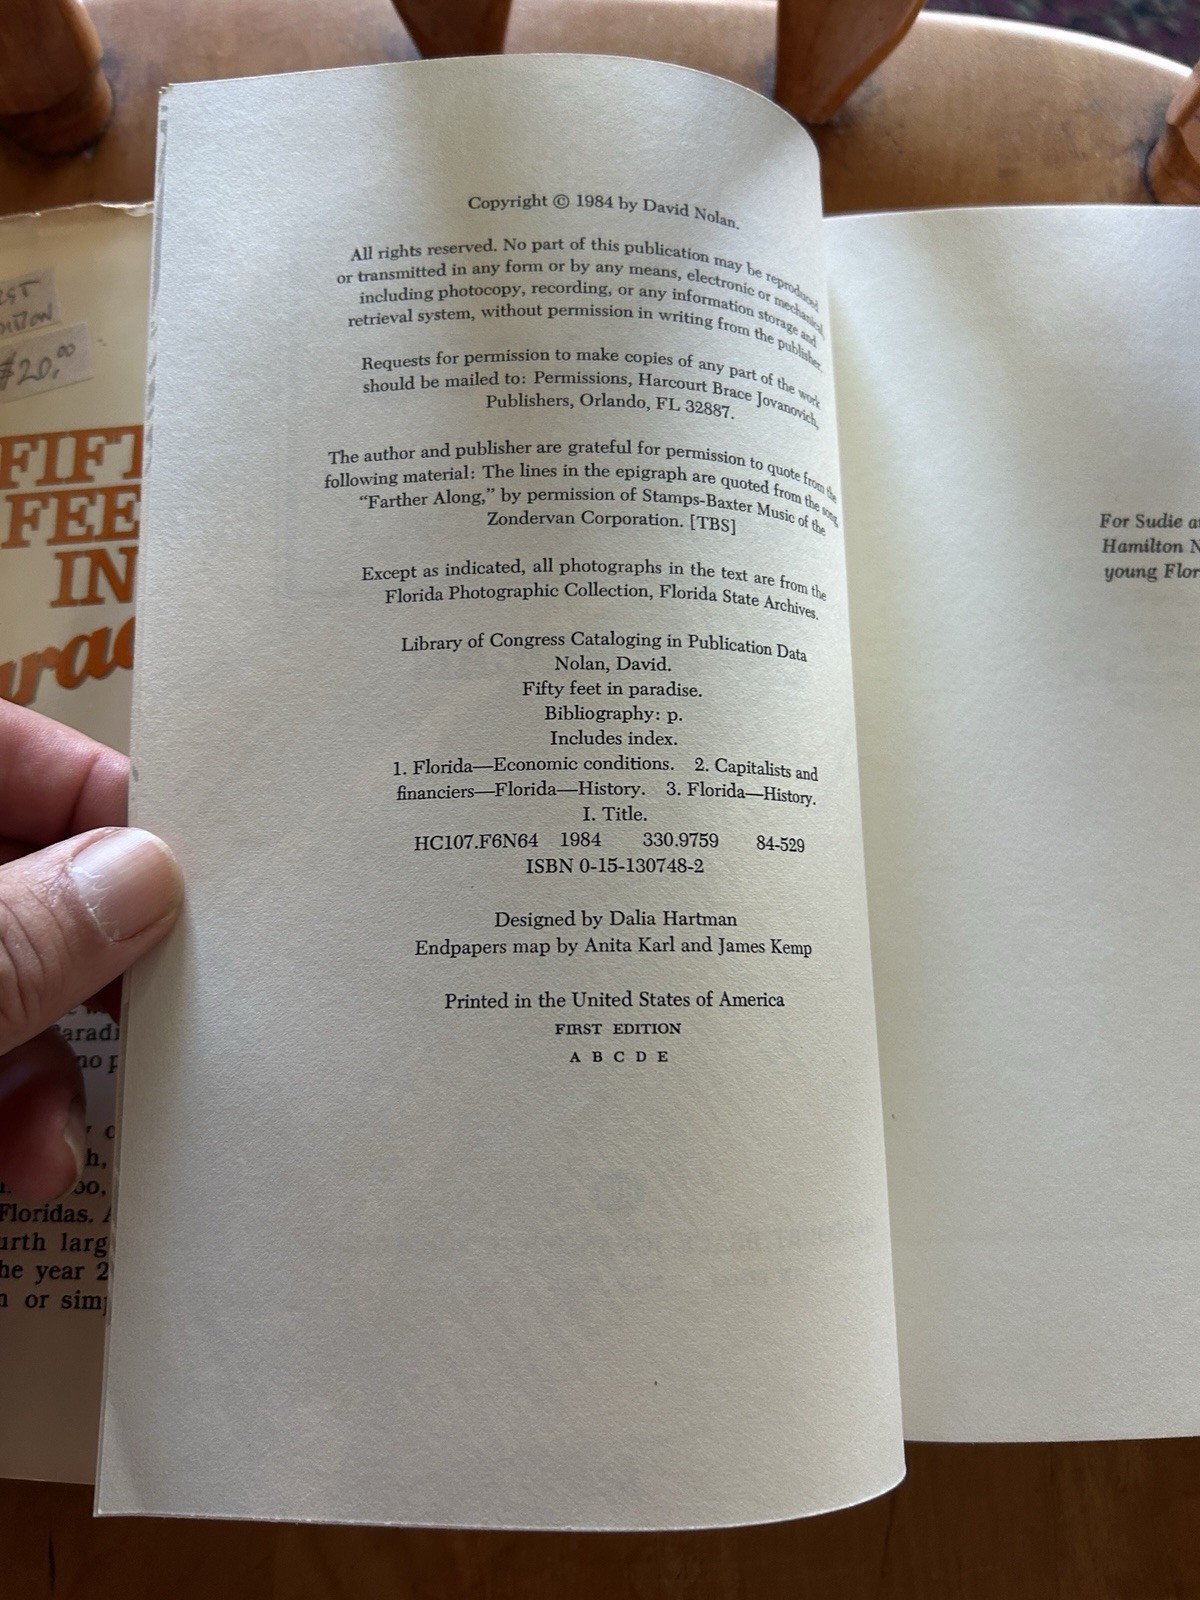 Copyright © 1984 by David Nolan.
All rights reserved. No part of this publication may be reproduced
or transmitted in any form or by any means, electronic or mechanical,
including photocopy, recording, or any information storage and
retrieval system, without permission in writing from the publisher.
Requests for permission to make copies of any part of the work
should be mailed to: Permissions, Harcourt Brace Jovanovich,
Publishers, Orlando, FL 32887.
The author and publisher are grateful for permission to quote from the
following material: The lines in the epigraph are quoted from the song
“Farther Along,” by permission of Stamps-Baxter Music of the
Zondervan Corporation. [TBS]
Except as indicated, all photographs in the text are from the
Florida Photographic Collection, Florida State Archives.
Library of Congress Cataloging in Publication Data
Nolan, David.
Fifty feet in paradise.
Bibliography: p.
Includes index.
1. Florida—Economic conditions. 2. Capitalists and
financiers—Florida—History. 3. Florida—History.
I. Title.
HC107.F6N64 1984 330.9759 84-529
ISBN 0-15-130748-2
Designed by Dalia Hartman
Endpapers map by Anita Karl and James Kemp
Printed in the United States of America
FIRST EDITION
A B C D E
$20.00
FIFT
FEE
IN
arad
no p
h,
oo,
Floridas. A
urth larg
he year 2
n or simp
For Sudie a
Hamilton N
young Flor